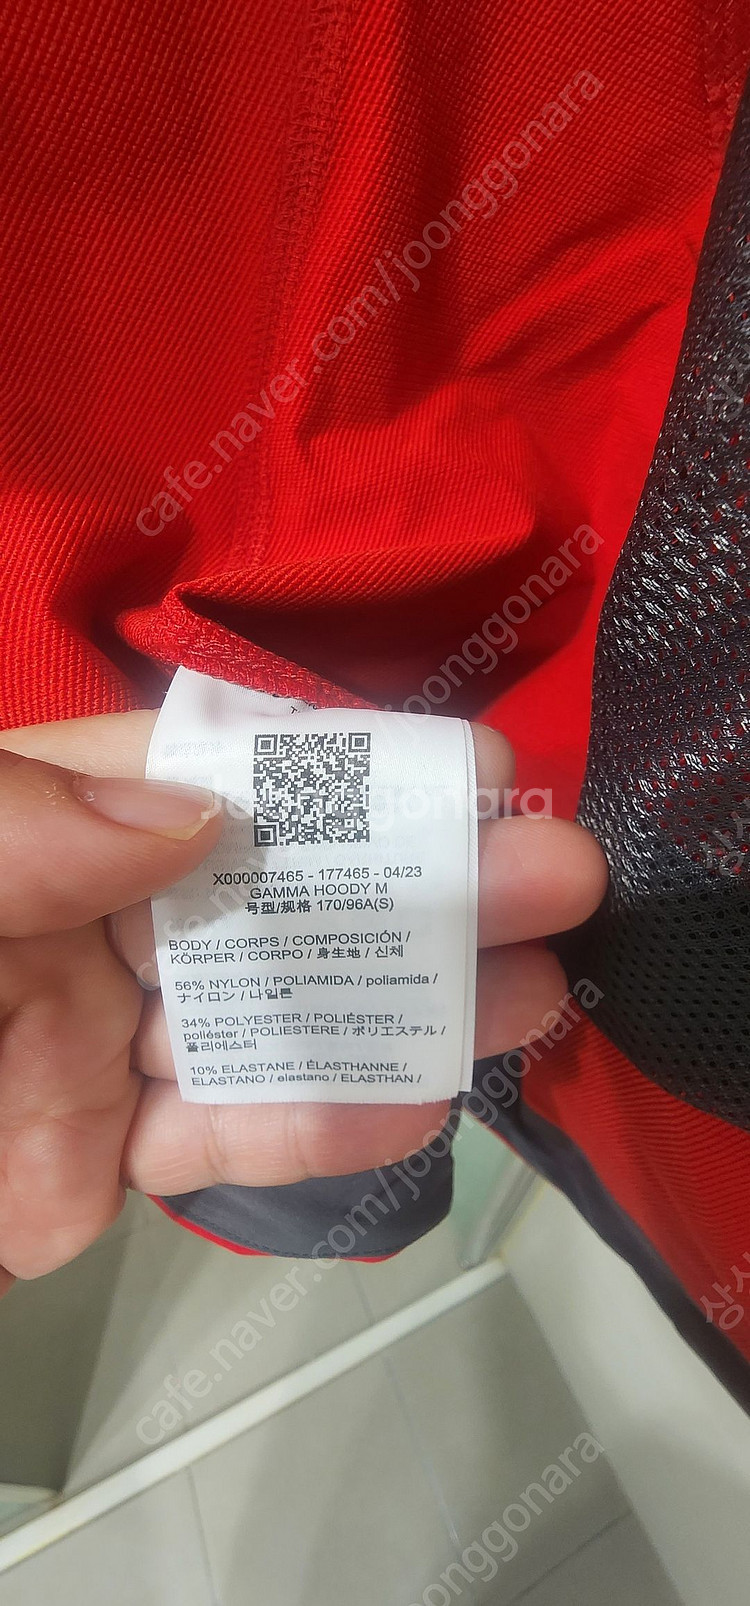 X000007465 - 177465 - 04/23
GAMMA HOODY M
号型/规格 170/96A(S)
BODY / CORPS / COMPOSICIÓN /
KÖRPER / CORPO / 身生地 / 신체
56% NYLON / POLIAMIDA / poliamida /
ナイロン / 나일론
34% POLYESTER / POLIÉSTER /
poliéster / POLIESTERE / ポリエステル /
폴리에스터
10% ELASTANE / ÉLASTHANNE /
ELASTANO / elastano / ELASTHAN /
Joonggonara
cafe.naver.com/joonggonara
cafe.naver.com/joonggonara
cafe.naver.com/joonggonara